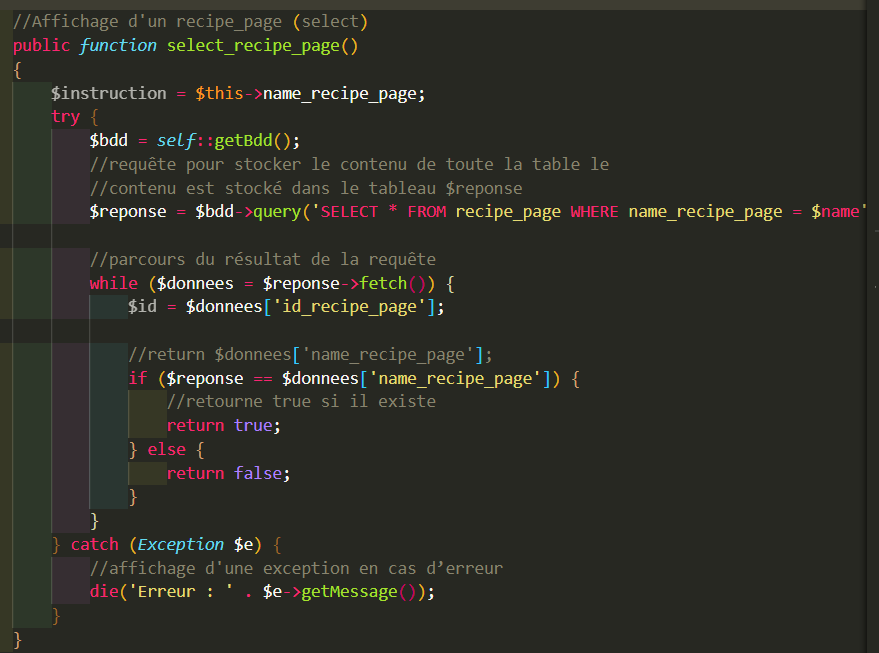 //Affichage d'un recipe_page (select)
public function select_recipe_page()
{
    $instruction = $this->name_recipe_page;
    try {
        $bdd = self::getBdd();
        //requête pour stocker le contenu de toute la table le
        //contenu est stocké dans le tableau $reponse
        $reponse = $bdd->query('SELECT * FROM recipe_page WHERE name_recipe_page = $name'
        //parcours du résultat de la requête
        while ($donnees = $reponse->fetch()) {
            $id = $donnees['id_recipe_page'];
            //return $donnees['name_recipe_page'];
            if ($reponse == $donnees['name_recipe_page']) {
                //retourne true si il existe
                return true;
            } else {
                return false;
            }
        }
    } catch (Exception $e) {
        //affichage d'une exception en cas d’erreur
        die('Erreur : ' . $e->getMessage());
    }
}